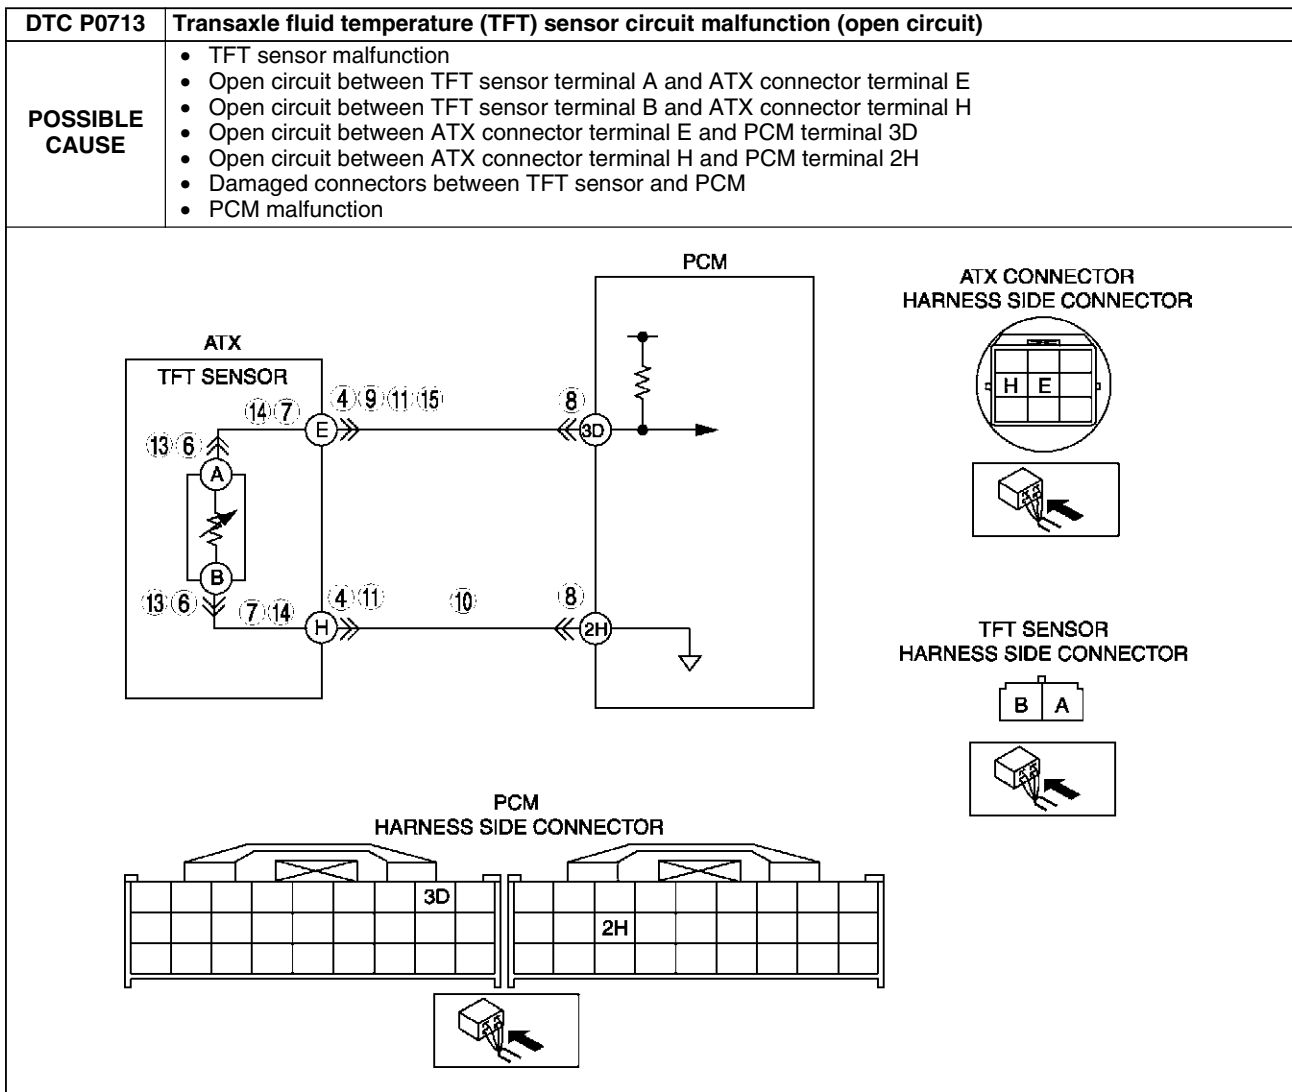 DTC P0713 Transaxle fluid temperature (TFT) sensor circuit malfunction (open circuit)
POSSIBLE CAUSE
• TFT sensor malfunction
• Open circuit between TFT sensor terminal A and ATX connector terminal E
• Open circuit between TFT sensor terminal B and ATX connector terminal H
• Open circuit between ATX connector terminal E and PCM terminal 3D
• Open circuit between ATX connector terminal H and PCM terminal 2H
• Damaged connectors between TFT sensor and PCM
• PCM malfunction
PCM
ATX CONNECTOR
HARNESS SIDE CONNECTOR
H E
ATX
TFT SENSOR
14 7
4 9 11 15
8
E
3D
13 6
A
B
13 6
7 14
4 11
10
8
H
2H
TFT SENSOR
HARNESS SIDE CONNECTOR
B A
PCM
HARNESS SIDE CONNECTOR
3D
2H